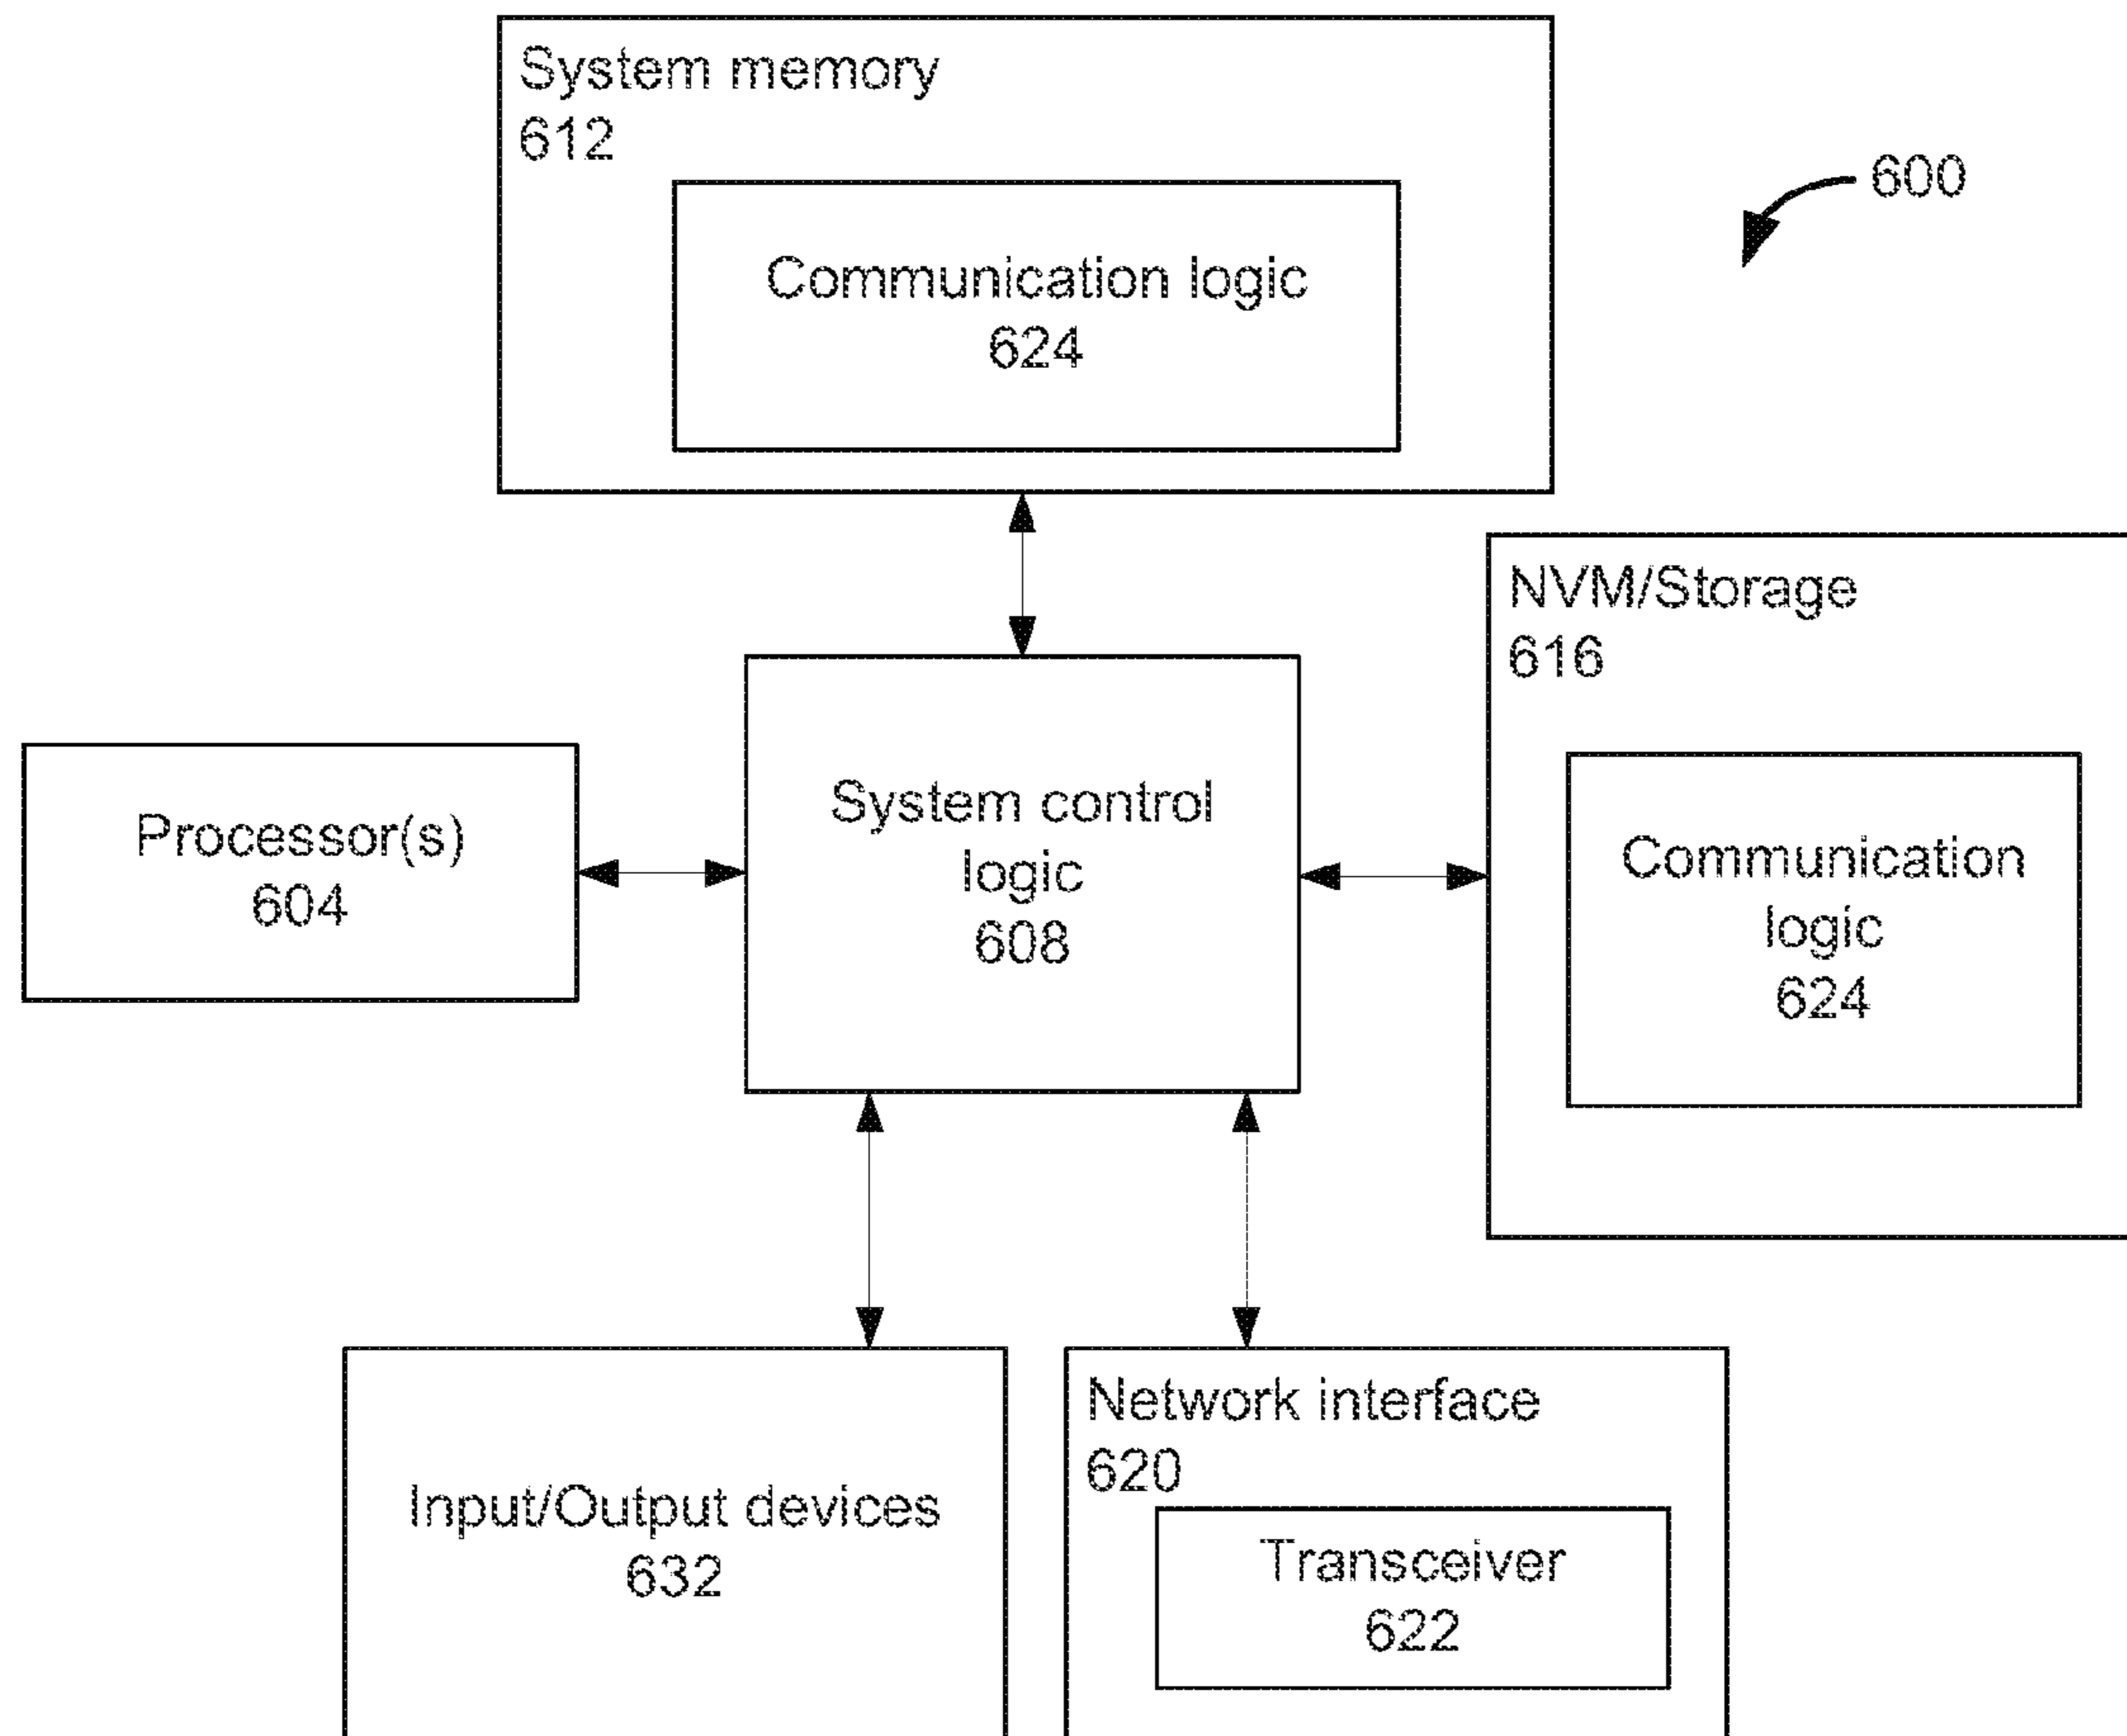 System memory
612
Communication logic
624
600
NVM/Storage
616
Communication
logic
624
System control
logic
608
Processor(s)
604
Input/Output devices
632
Network interface
620
Transceiver
622